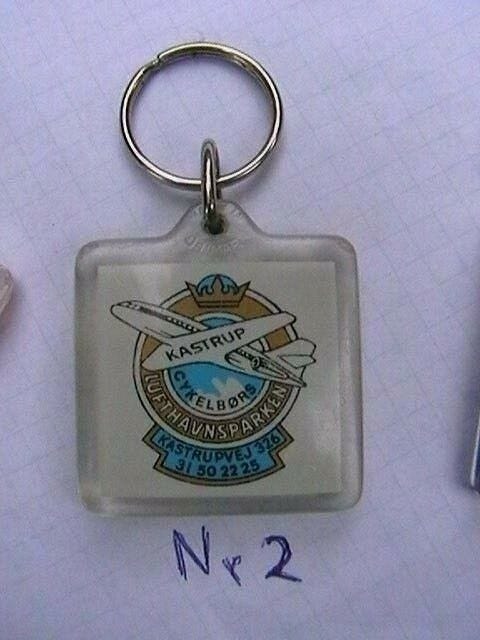 KASTRUP
CYKELBØRS
LUFTHAVNSPARKEN
KASTRUPVEJ 326
31 50 22 25
Nr 2